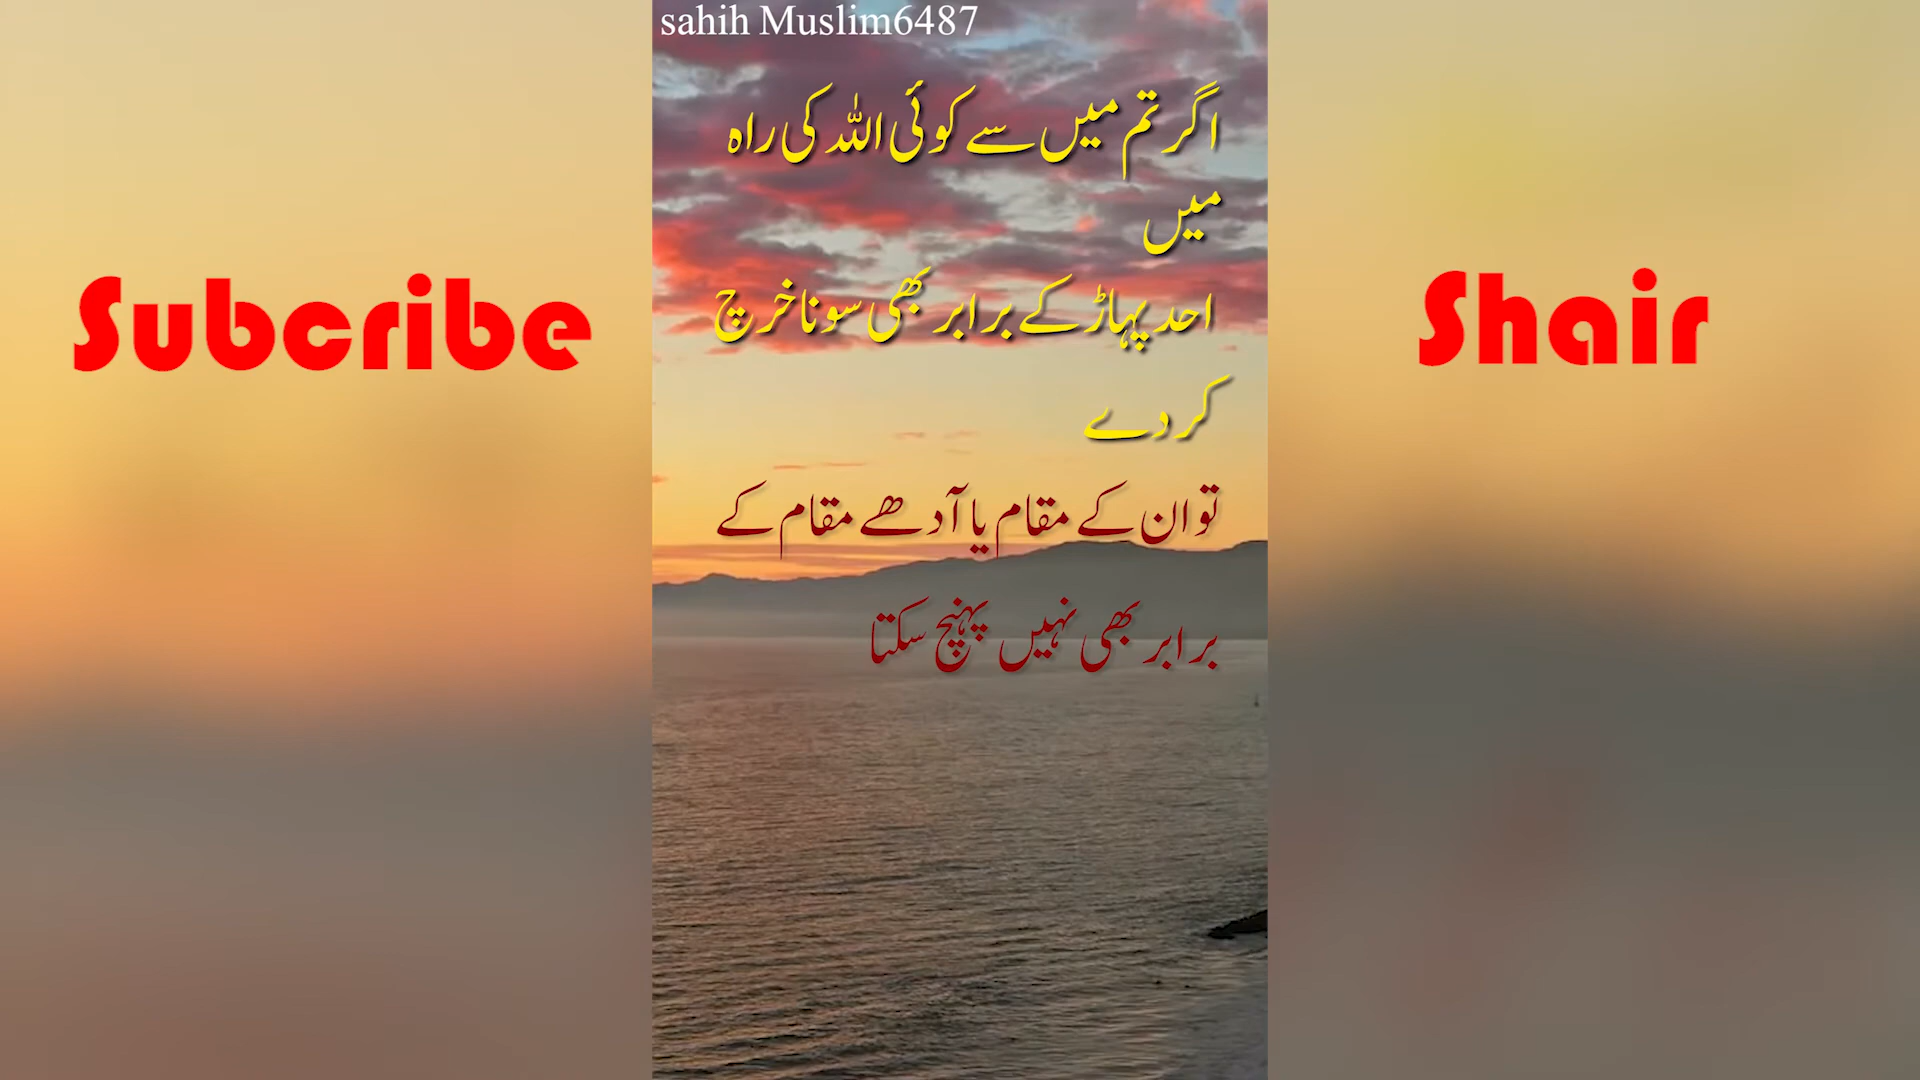 sahih Muslim6487
اگر تم میں سے کوئی اللہ کی راہ
میں
احد پہاڑ کے برابر بھی سونا خرچ
کر دے
تو ان کے مقام یا آدھے مقام کے
برابر بھی نہیں پہنچ سکتا
Subcribe
Shair